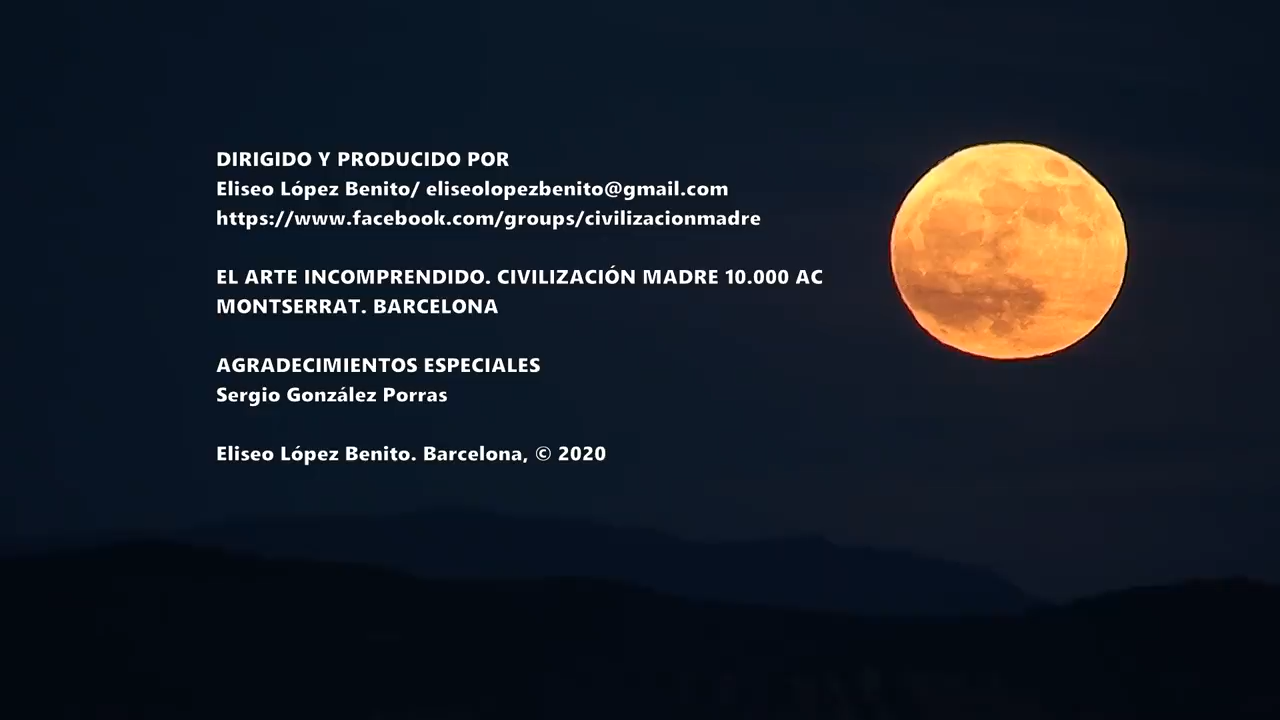 DIRIGIDO Y PRODUCIDO POR
Eliseo López Benito/ eliseolopezbenito@gmail.com
https://www.facebook.com/groups/civilizacionmadre
EL ARTE INCOMPRENDIDO. CIVILIZACIÓN MADRE 10.000 AC
MONTSERRAT. BARCELONA
AGRADECIMIENTOS ESPECIALES
Sergio González Porras
Eliseo López Benito. Barcelona, © 2020